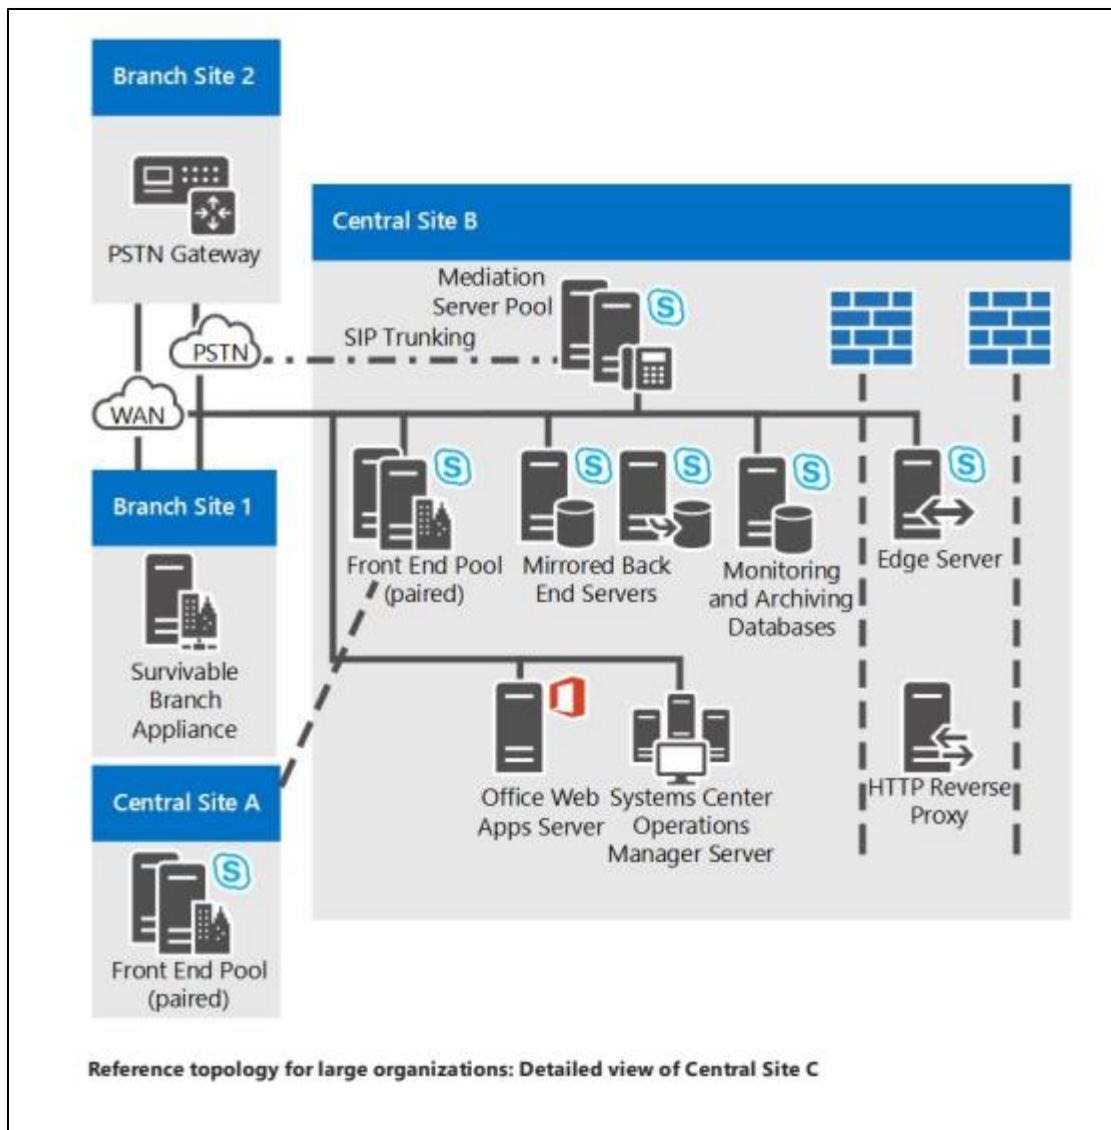 Branch Site 2
PSTN Gateway
PSTN
WAN
Branch Site 1
Survivable
Branch
Appliance
Central Site A
Front End Pool
(paired)
Central Site B
Mediation
Server Pool
SIP Trunking
Front End Pool
(paired)
Mirrored Back
End Servers
Monitoring
and Archiving
Databases
Edge Server
Office Web
Apps Server
Systems Center
Operations
Manager Server
HTTP Reverse
Proxy
Reference topology for large organizations: Detailed view of Central Site C